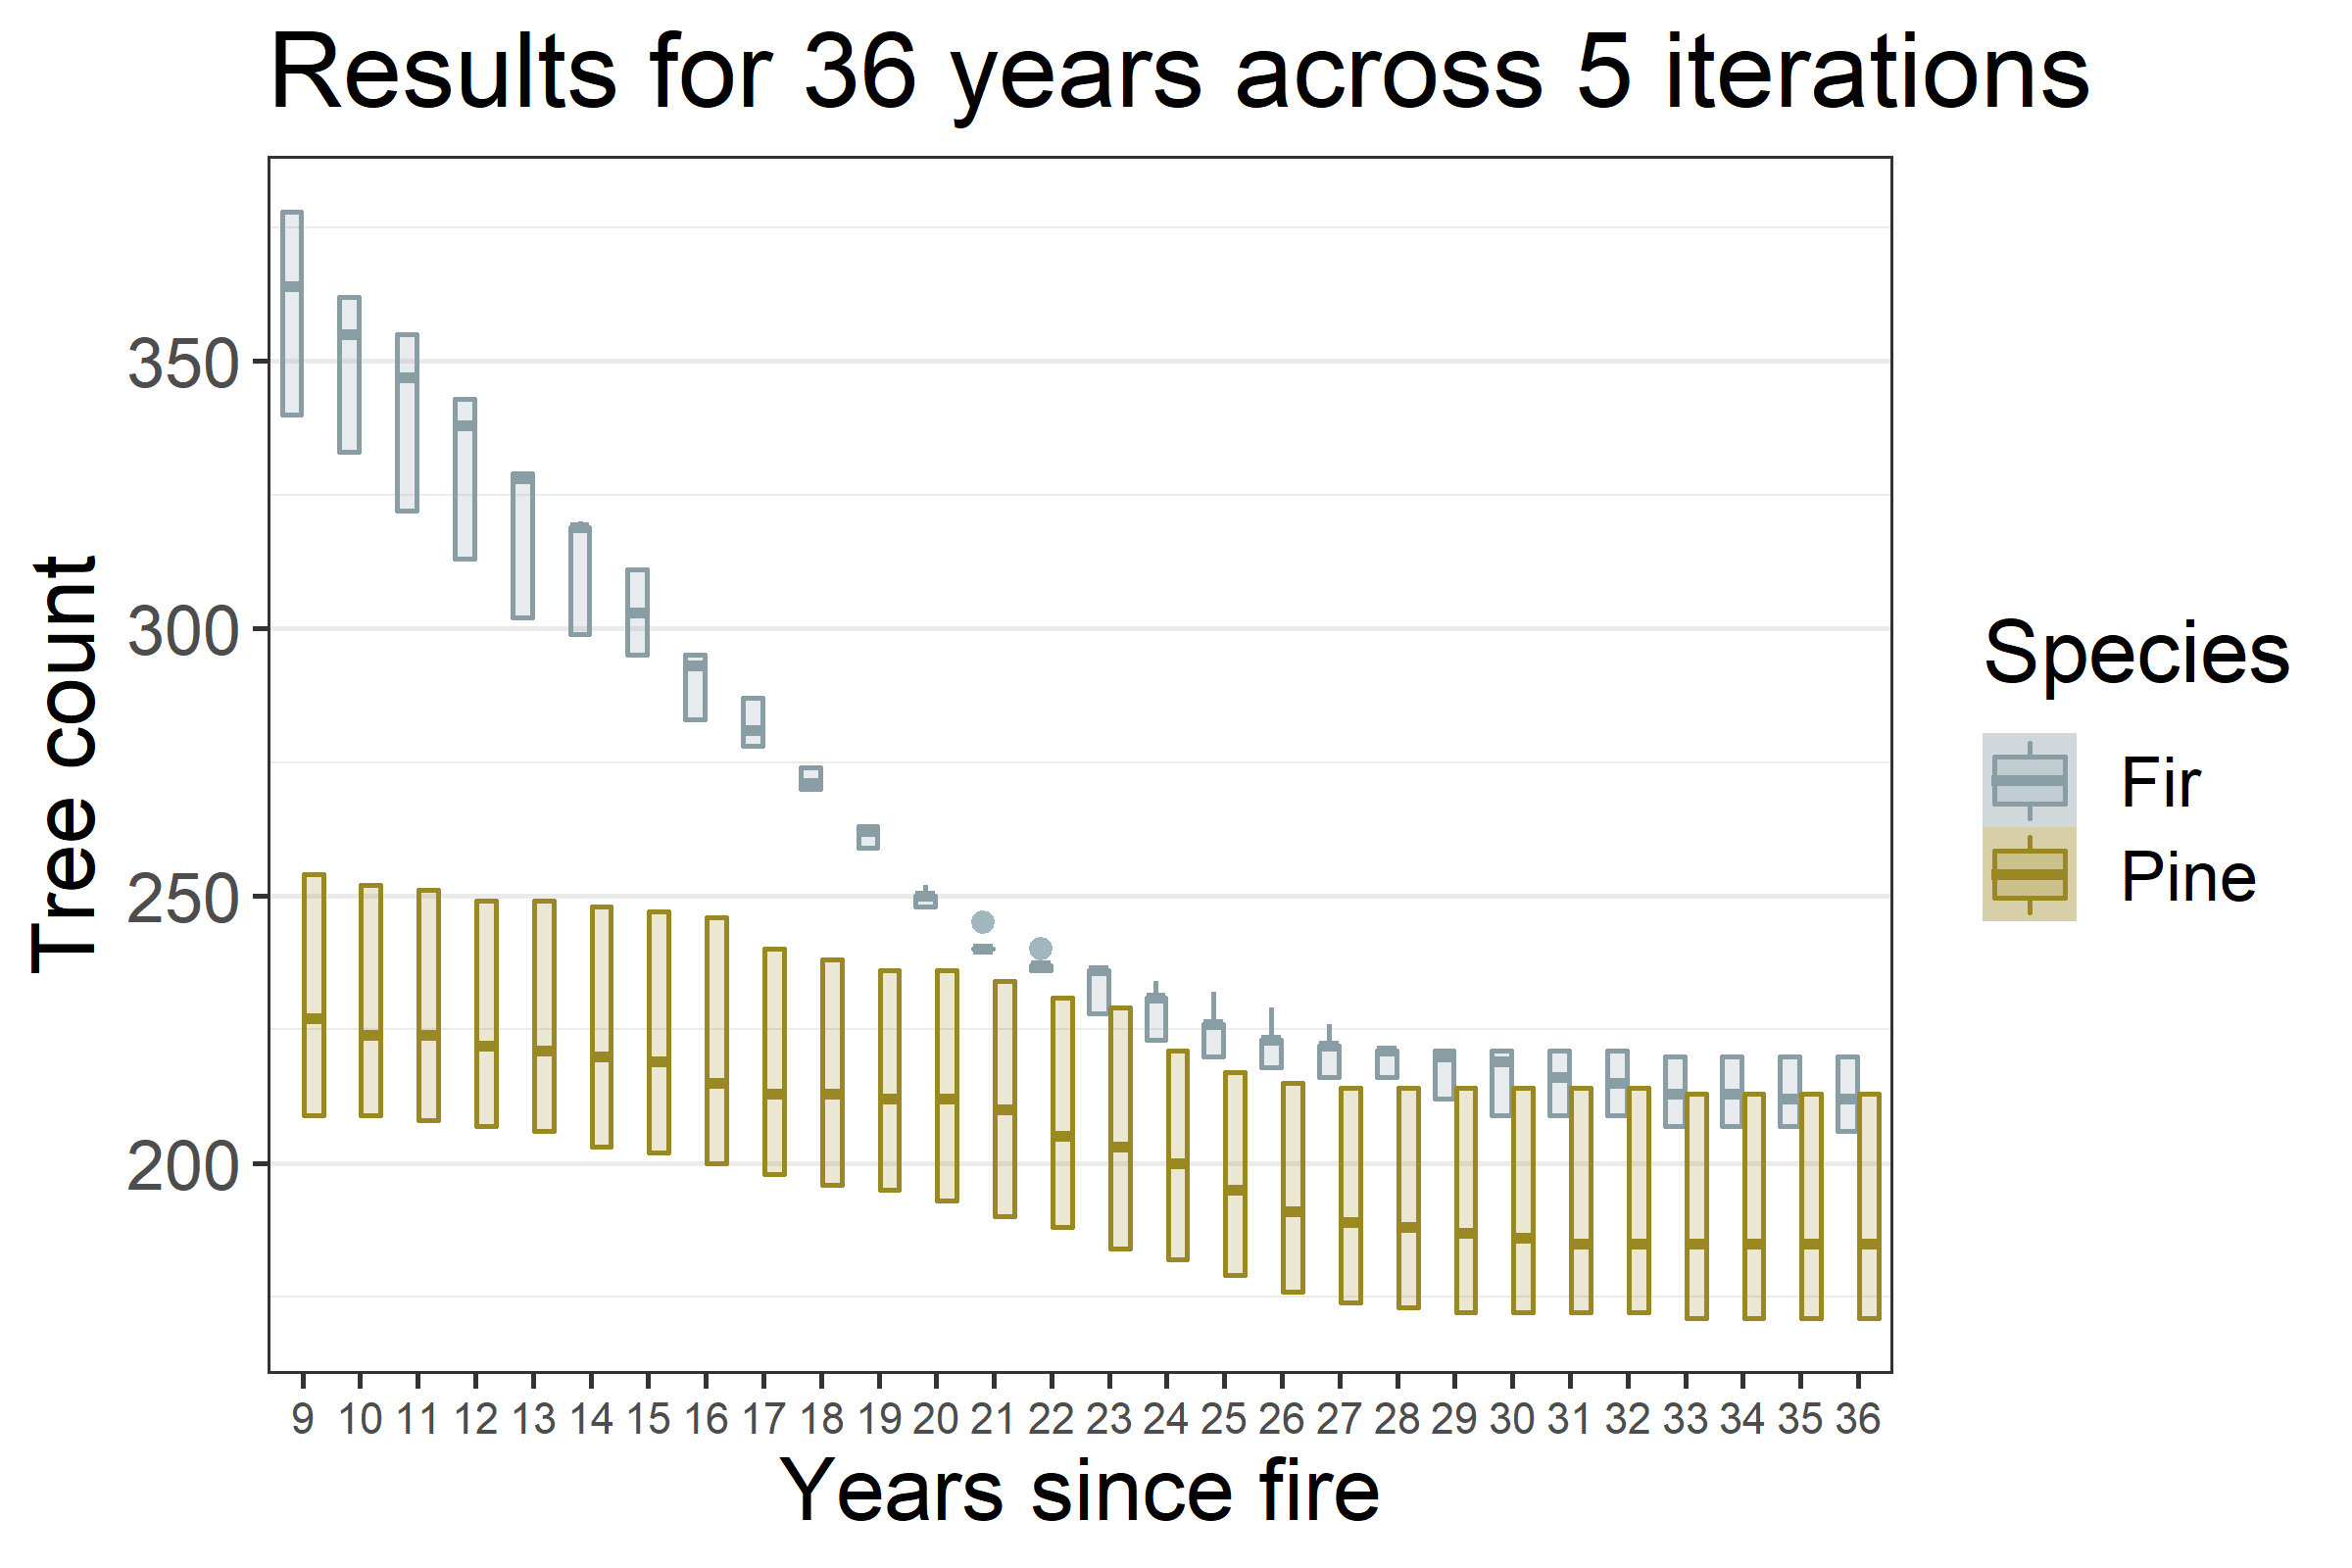 Results for 36 years across 5 iterations
Tree count
350
300
250
200
9 10 11 12 13 14 15 16 17 18 19 20 21 22 23 24 25 26 27 28 29 30 31 32 33 34 35 36
Years since fire
Species
Fir
Pine